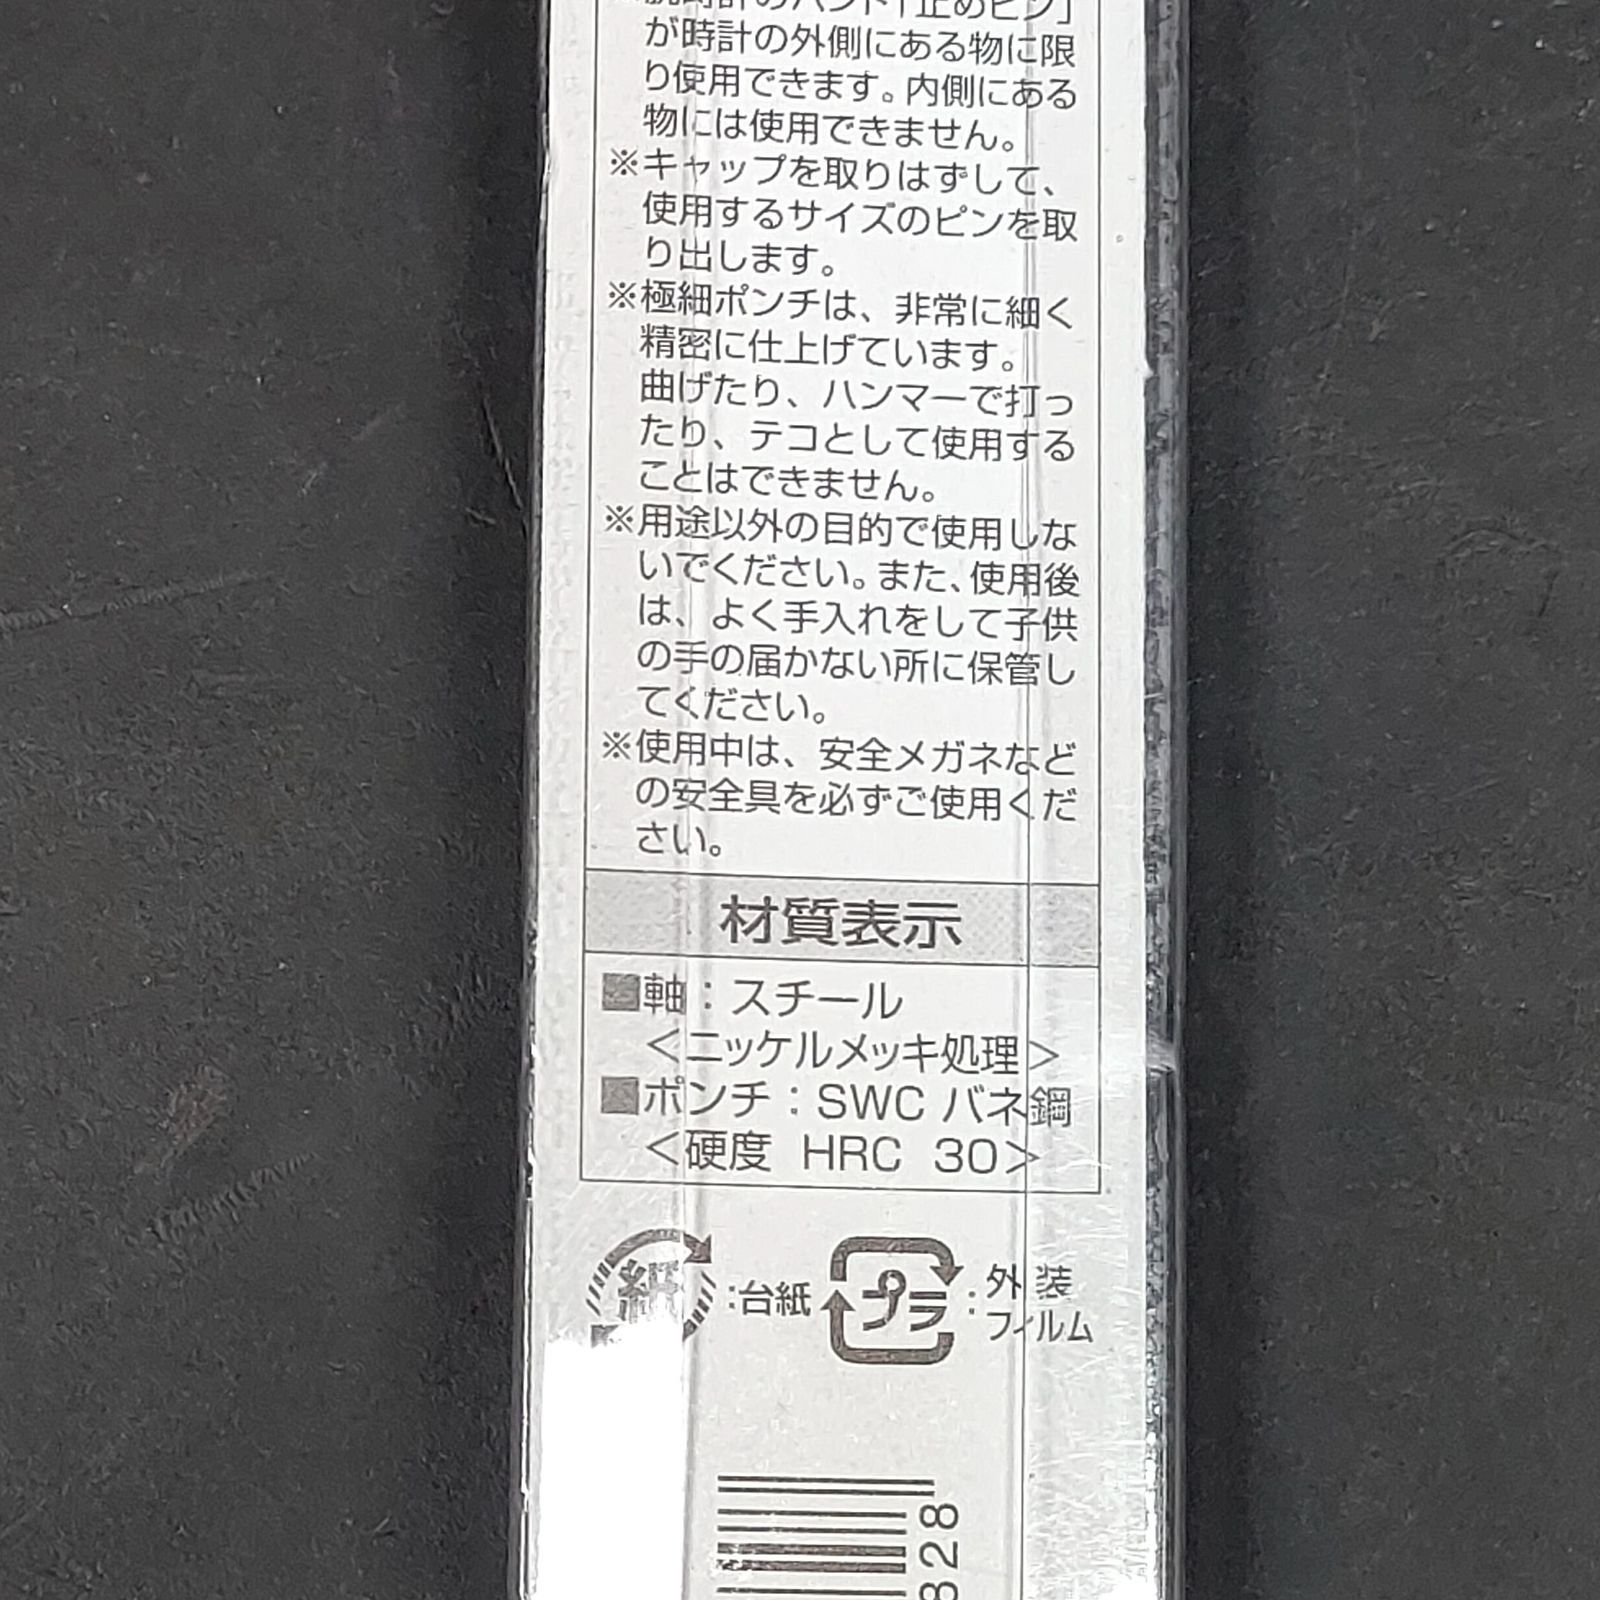 ※腕時計のバンド「止めピン」
が時計の外側にある物に限
り使用できます。内側にある
物には使用できません。
※キャップを取りはずして、
使用するサイズのピンを取
り出します。
※極細ポンチは、非常に細く
精密に仕上げています。
曲げたり、ハンマーで打っ
たり、テコとして使用する
ことはできません。
※用途以外の目的で使用しな
いでください。また、使用後
は、よく手入れをして子供
の手の届かない所に保管し
てください。
※使用中は、安全メガネなど
の安全具を必ずご使用くだ
さい。
材質表示
■軸：スチール
＜ニッケルメッキ処理＞
■ポンチ：SWC バネ鋼
＜硬度 HRC 30＞
紙：台紙
プラ：外装
フィルム
828